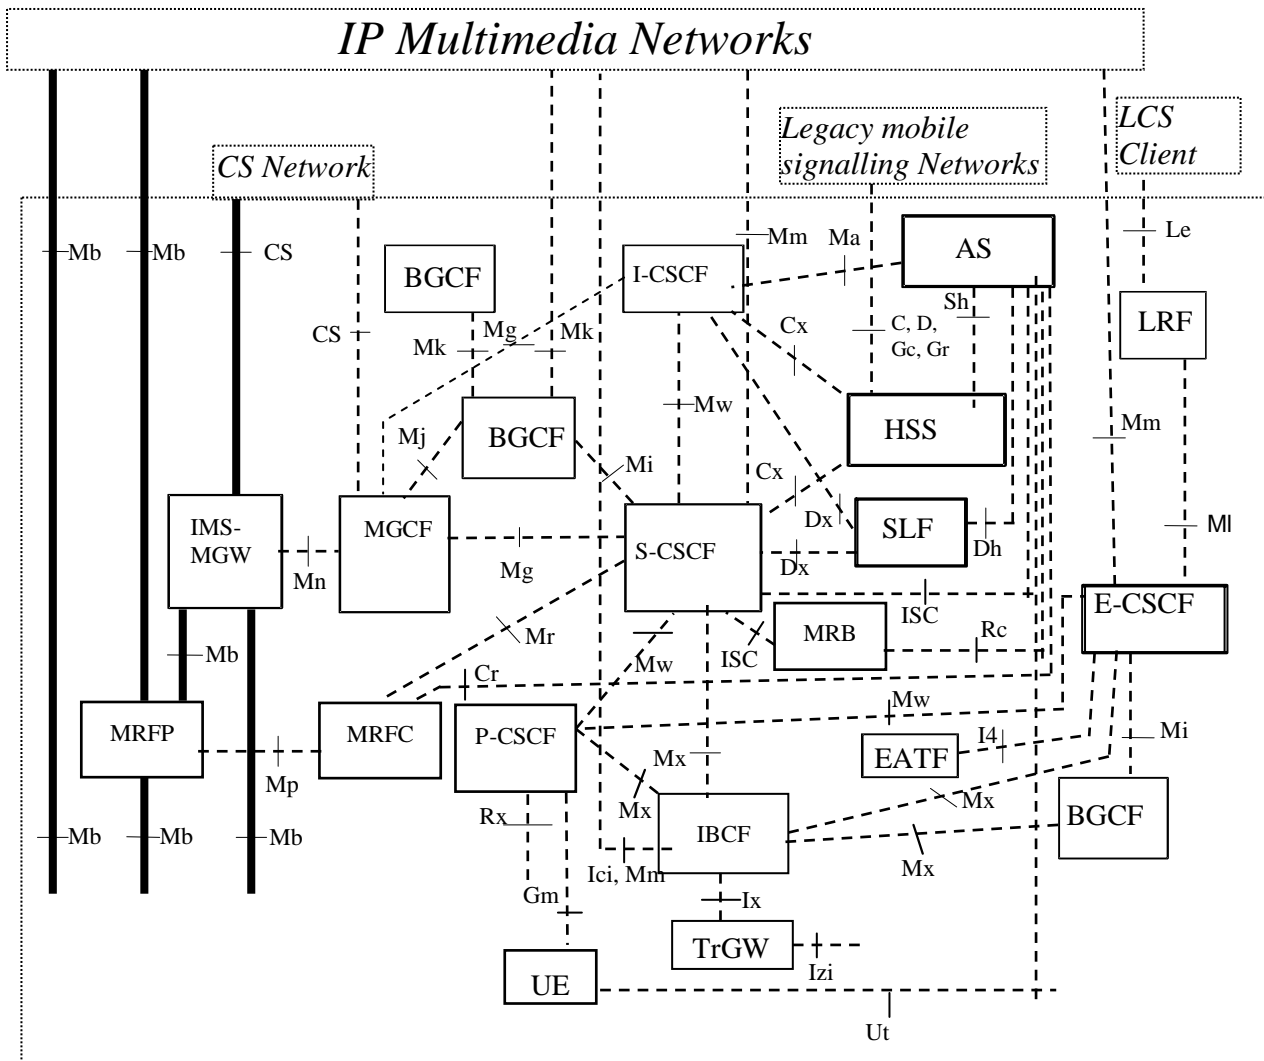 IP Multimedia Networks
Legacy mobile
signalling Networks
LCS
Client
CS Network
Mb
Mb
CS
Mm
Ma
AS
Le
BGCF
I-CSCF
Sh
LRF
CS
Mk
Mg
Mk
Cx
C, D,
Gc, Gr
Mw
HSS
Mm
Mj
BGCF
Mi
Cx
IMS-
MGW
MGCF
S-CSCF
Dx
SLF
Dh
Ml
Mn
Mg
Dx
ISC
E-CSCF
Mr
Mw
ISC
MRB
Rc
Mb
Cr
Mw
MRFP
MRFC
P-CSCF
EATF
I4
Mi
Mp
Mx
Mx
Mx
BGCF
Mb
Mb
Mb
Rx
IBCF
Mx
Ici, Mm
Gm
Ix
TrGW
Izi
UE
Ut